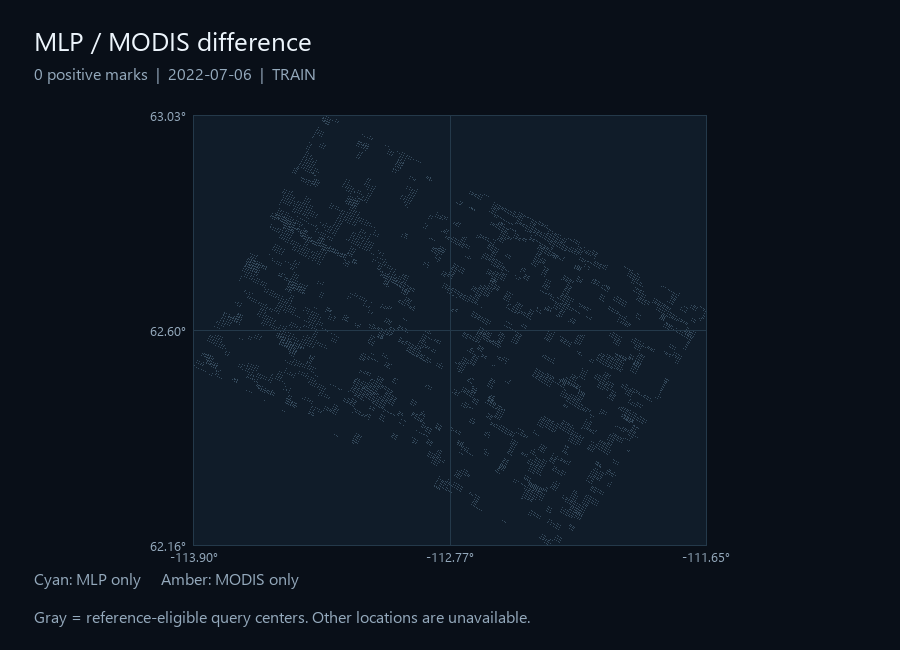 MLP / MODIS difference
0 positive marks | 2022-07-06 | TRAIN
63.03°
62.60°
62.16°
-113.90° -112.77° -111.65°
Cyan: MLP only Amber: MODIS only
Gray = reference-eligible query centers. Other locations are unavailable.